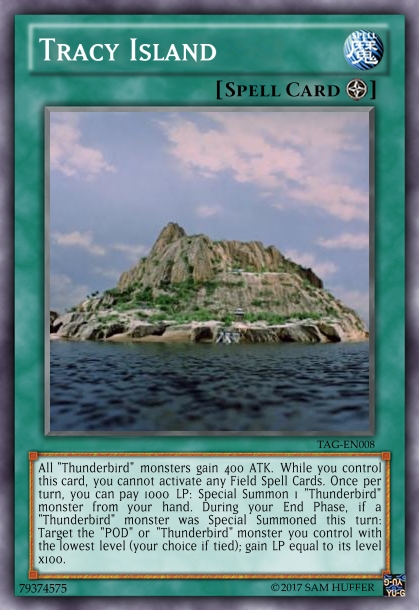 TRACY ISLAND
魔
[SPELL CARD]
TAG-EN008
All "Thunderbird" monsters gain 400 ATK. While you control
this card, you cannot activate any Field Spell Cards. Once per
turn, you can pay 1000 LP: Special Summon 1 "Thunderbird"
monster from your hand. During your End Phase, if a
"Thunderbird" monster was Special Summoned this turn:
Target the "POD" or "Thunderbird" monster you control with
the lowest level (your choice if tied); gain LP equal to its level
x100.
79374575
©2017 SAM HUFFER
YU-G